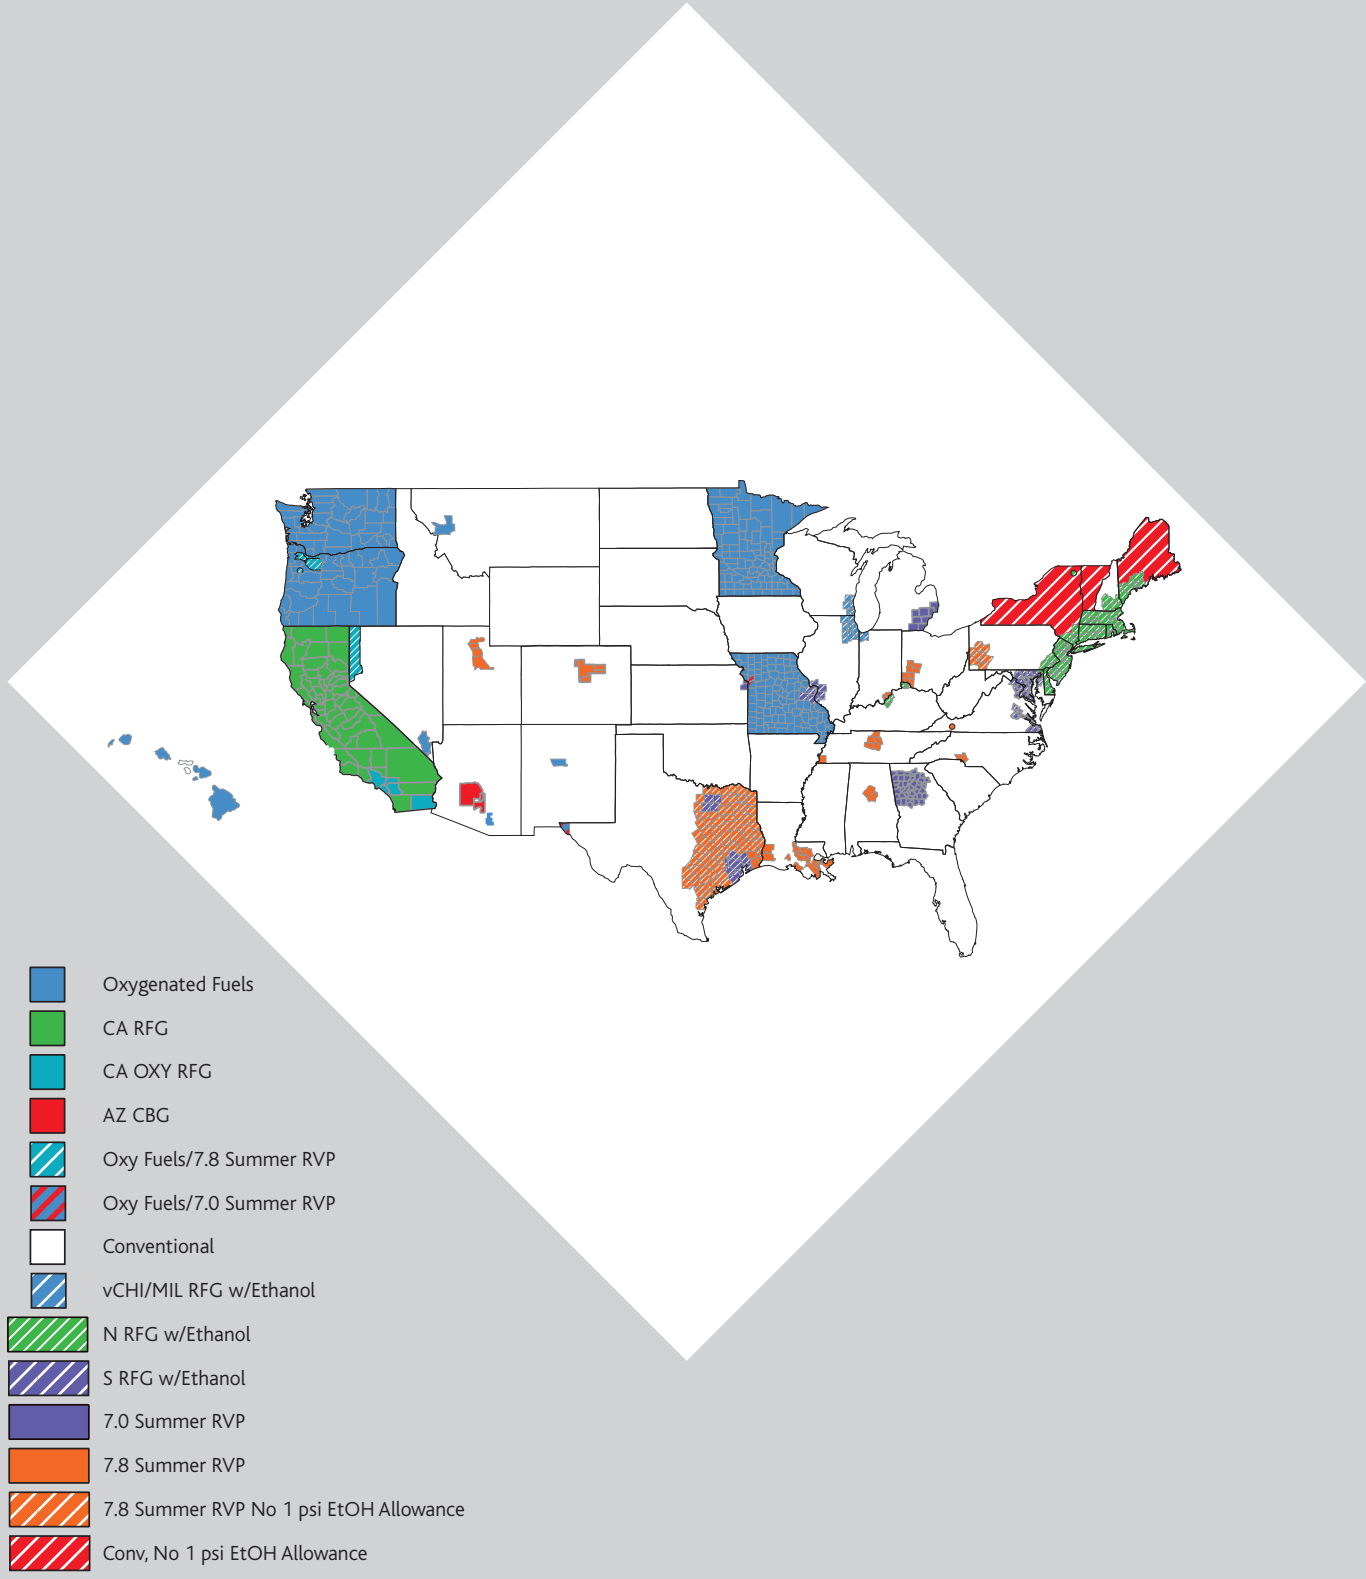 Oxygenated Fuels
CA RFG
CA OXY RFG
AZ CBG
Oxy Fuels/7.8 Summer RVP
Oxy Fuels/7.0 Summer RVP
Conventional
vCHI/MIL RFG w/Ethanol
N RFG w/Ethanol
S RFG w/Ethanol
7.0 Summer RVP
7.8 Summer RVP
7.8 Summer RVP No 1 psi EtOH Allowance
Conv, No 1 psi EtOH Allowance